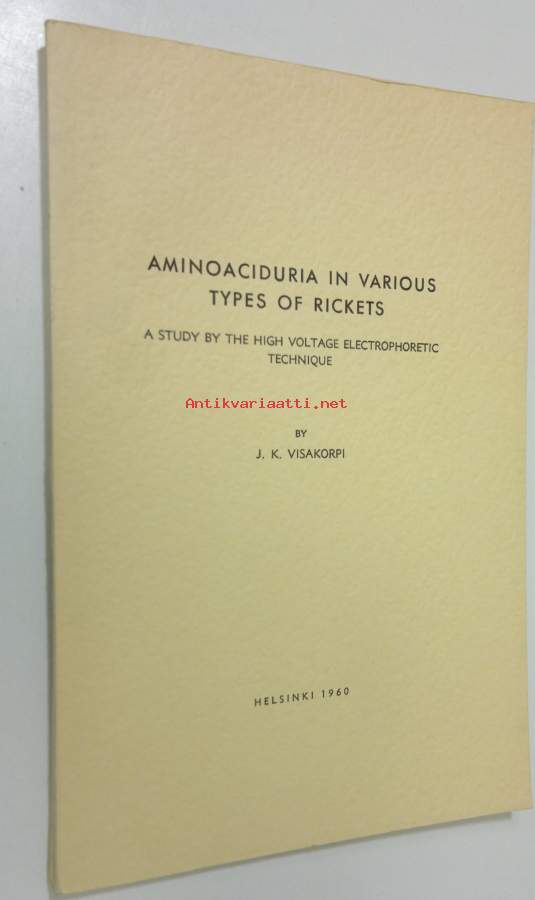 AMINOACIDURIA IN VARIOUS
TYPES OF RICKETS
A STUDY BY THE HIGH VOLTAGE ELECTROPHORETIC
TECHNIQUE
Antikvariaatti.net
BY
J. K. VISAKORPI
HELSINKI 1960